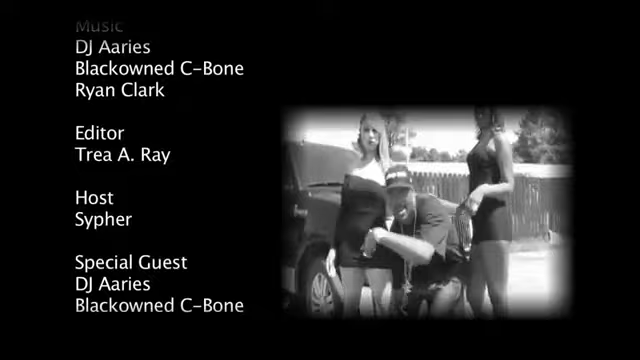 Music
DJ Aaries
Blackowned C-Bone
Ryan Clark
Editor
Trea A. Ray
Host
Sypher
Special Guest
DJ Aaries
Blackowned C-Bone